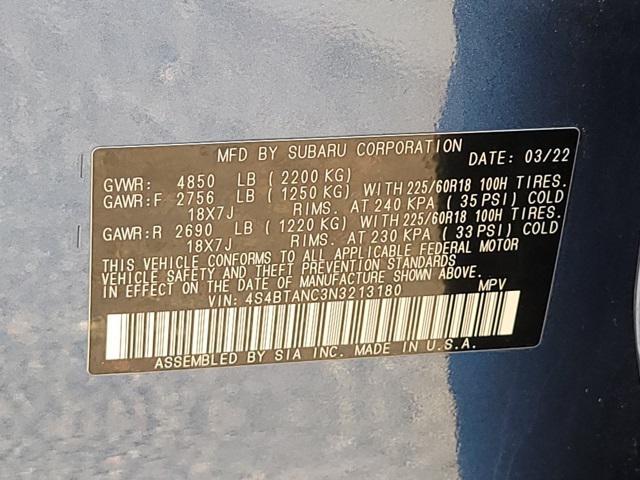 MFD BY SUBARU CORPORATION DATE: 03/22
GVWR: 4850 LB (2200 KG)
GAWR:F 2756 LB (1250 KG) WITH 225/60R18 100H TIRES.
18X7J RIMS. AT 240 KPA (35 PSI) COLD
GAWR:R 2690 LB (1220 KG) WITH 225/60R18 100H TIRES.
18X7J RIMS. AT 230 KPA (33 PSI) COLD
THIS VEHICLE CONFORMS TO ALL APPLICABLE FEDERAL MOTOR
VEHICLE SAFETY AND THEFT PREVENTION STANDARDS
IN EFFECT ON THE DATE OF MANUFACTURE SHOWN ABOVE.
VIN: 4S4BTANC3N3213180 MPV
ASSEMBLED BY SIA INC. MADE IN U.S.A.